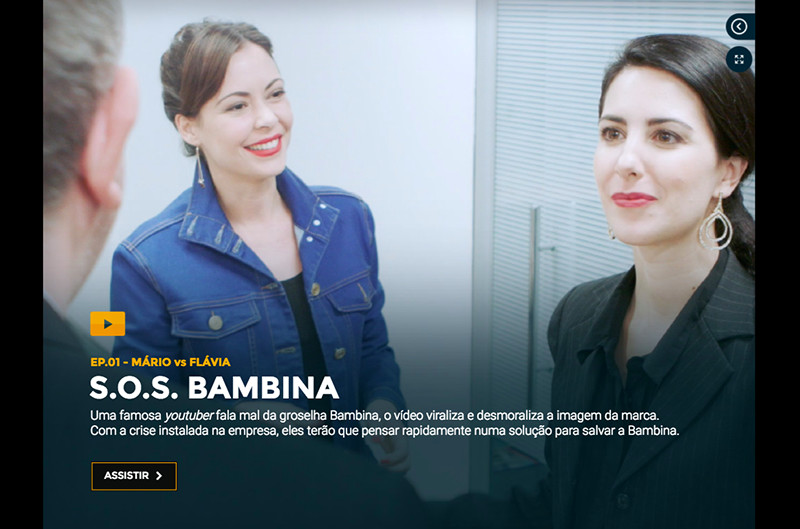 EP.01 - MÁRIO vs FLÁVIA
S.O.S. BAMBINA
Uma famosa youtuber fala mal da groselha Bambina, o vídeo viraliza e desmoraliza a imagem da marca.
Com a crise instalada na empresa, eles terão que pensar rapidamente numa solução para salvar a Bambina.
ASSISTIR